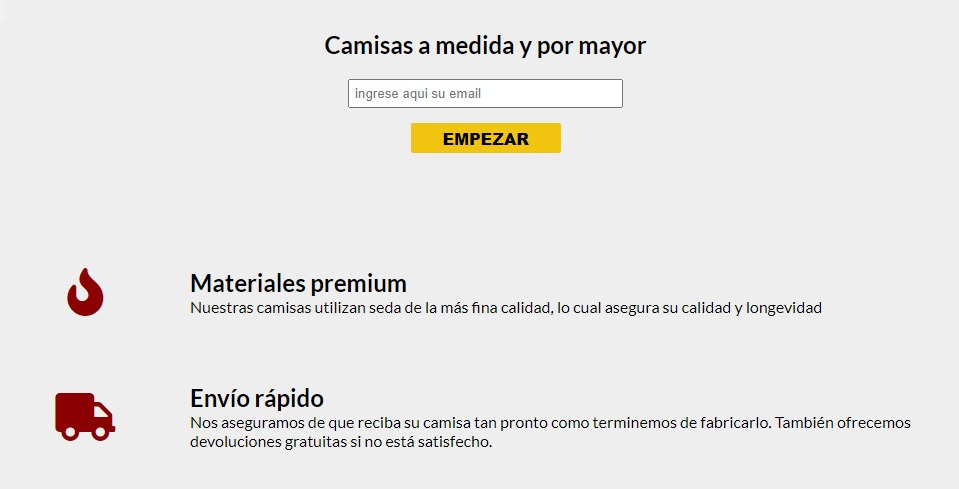 Camisas a medida y por mayor
ingrese aqui su email
EMPEZAR
Materiales premium
Nuestras camisas utilizan seda de la más fina calidad, lo cual asegura su calidad y longevidad
Envío rápido
Nos aseguramos de que reciba su camisa tan pronto como terminemos de fabricarlo. También ofrecemos
devoluciones gratuitas si no está satisfecho.